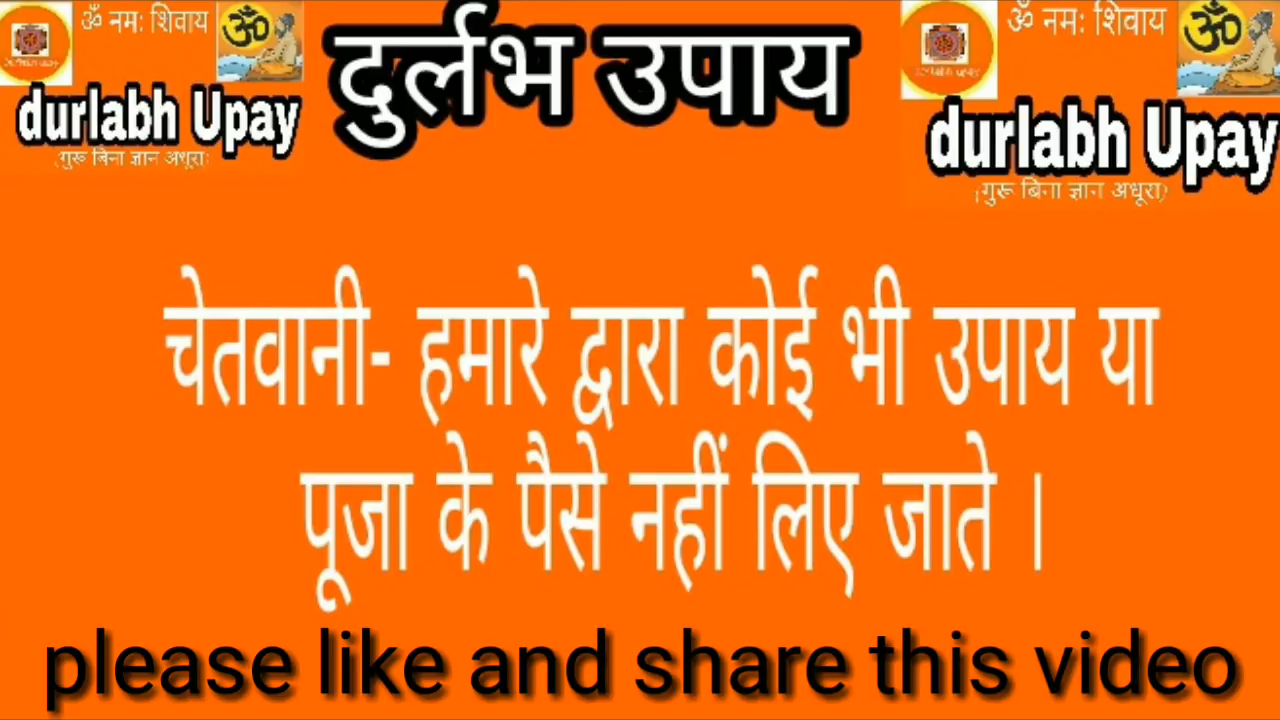 ॐ नमः शिवाय
durlabh Upay
(गुरू बिना ज्ञान अधूरा)
दुर्लभ उपाय
ॐ नमः शिवाय
durlabh Upay
(गुरू बिना ज्ञान अधूरा)
चेतवानी- हमारे द्वारा कोई भी उपाय या
पूजा के पैसे नहीं लिए जाते ।
please like and share this video